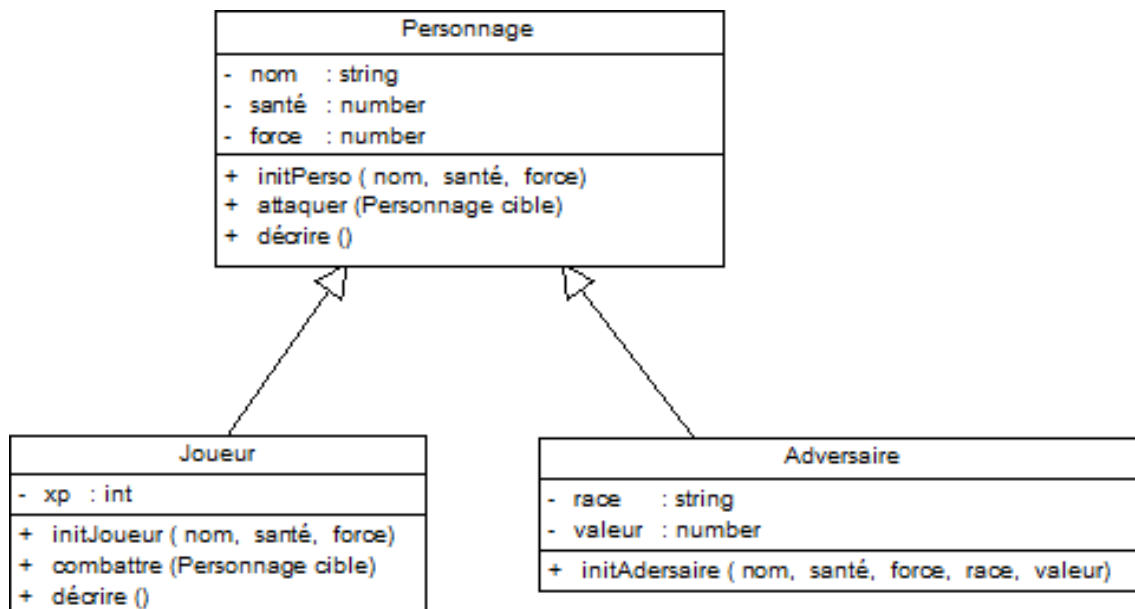 Personnage
- nom : string
- santé : number
- force : number
+ initPerso ( nom, santé, force)
+ attaquer (Personnage cible)
+ décrire ()
Joueur
- xp : int
+ initJoueur ( nom, santé, force)
+ combattre (Personnage cible)
+ décrire ()
Adversaire
- race : string
- valeur : number
+ initAdersaire ( nom, santé, force, race, valeur)